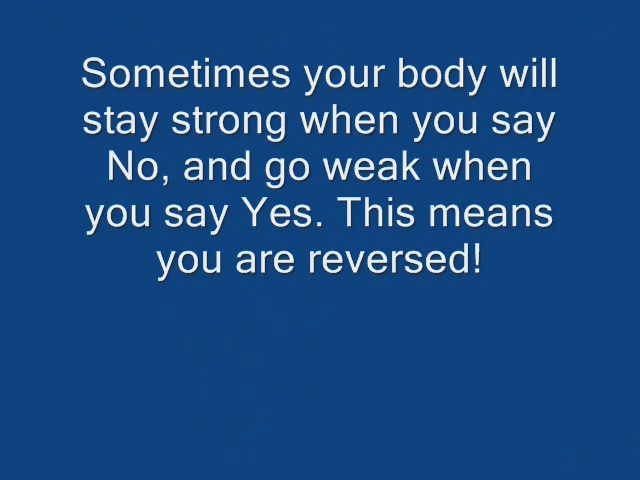 Sometimes your body will
stay strong when you say
No, and go weak when
you say Yes. This means
you are reversed!